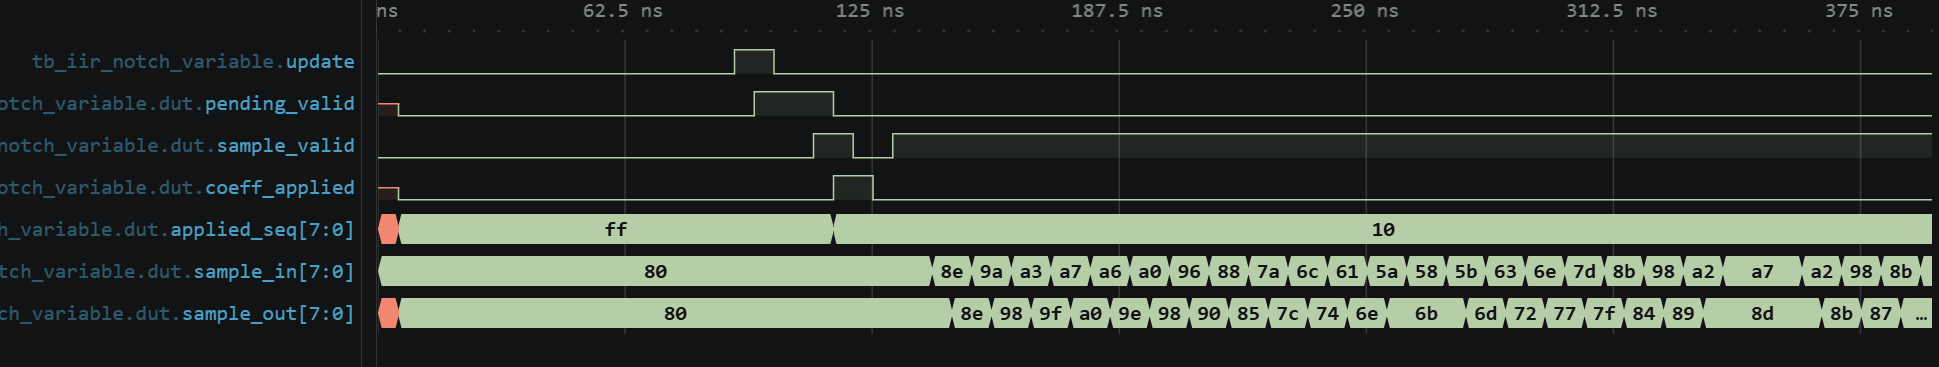 ns 62.5 ns 125 ns 187.5 ns 250 ns 312.5 ns 375 ns
tb_iir_notch_variable.update
otch_variable.dut.pending_valid
notch_variable.dut.sample_valid
otch_variable.dut.coeff_applied
h_variable.dut.applied_seq[7:0] ff 10
tch_variable.dut.sample_in[7:0] 80 8e 9a a3 a7 a6 a0 96 88 7a 6c 61 5a 58 5b 63 6e 7d 8b 98 a2 a7 a2 98 8b
ch_variable.dut.sample_out[7:0] 80 8e 98 9f a0 9e 98 90 85 7c 74 6e 6b 6d 72 77 7f 84 89 8d 8b 87 …